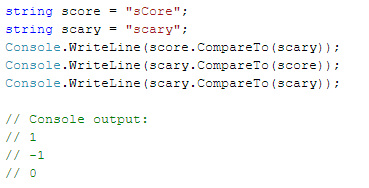 string score = "sCore";
string scary = "scary";
Console.WriteLine(score.CompareTo(scary));
Console.WriteLine(scary.CompareTo(score));
Console.WriteLine(scary.CompareTo(scary));
// Console output:
// 1
// -1
// 0